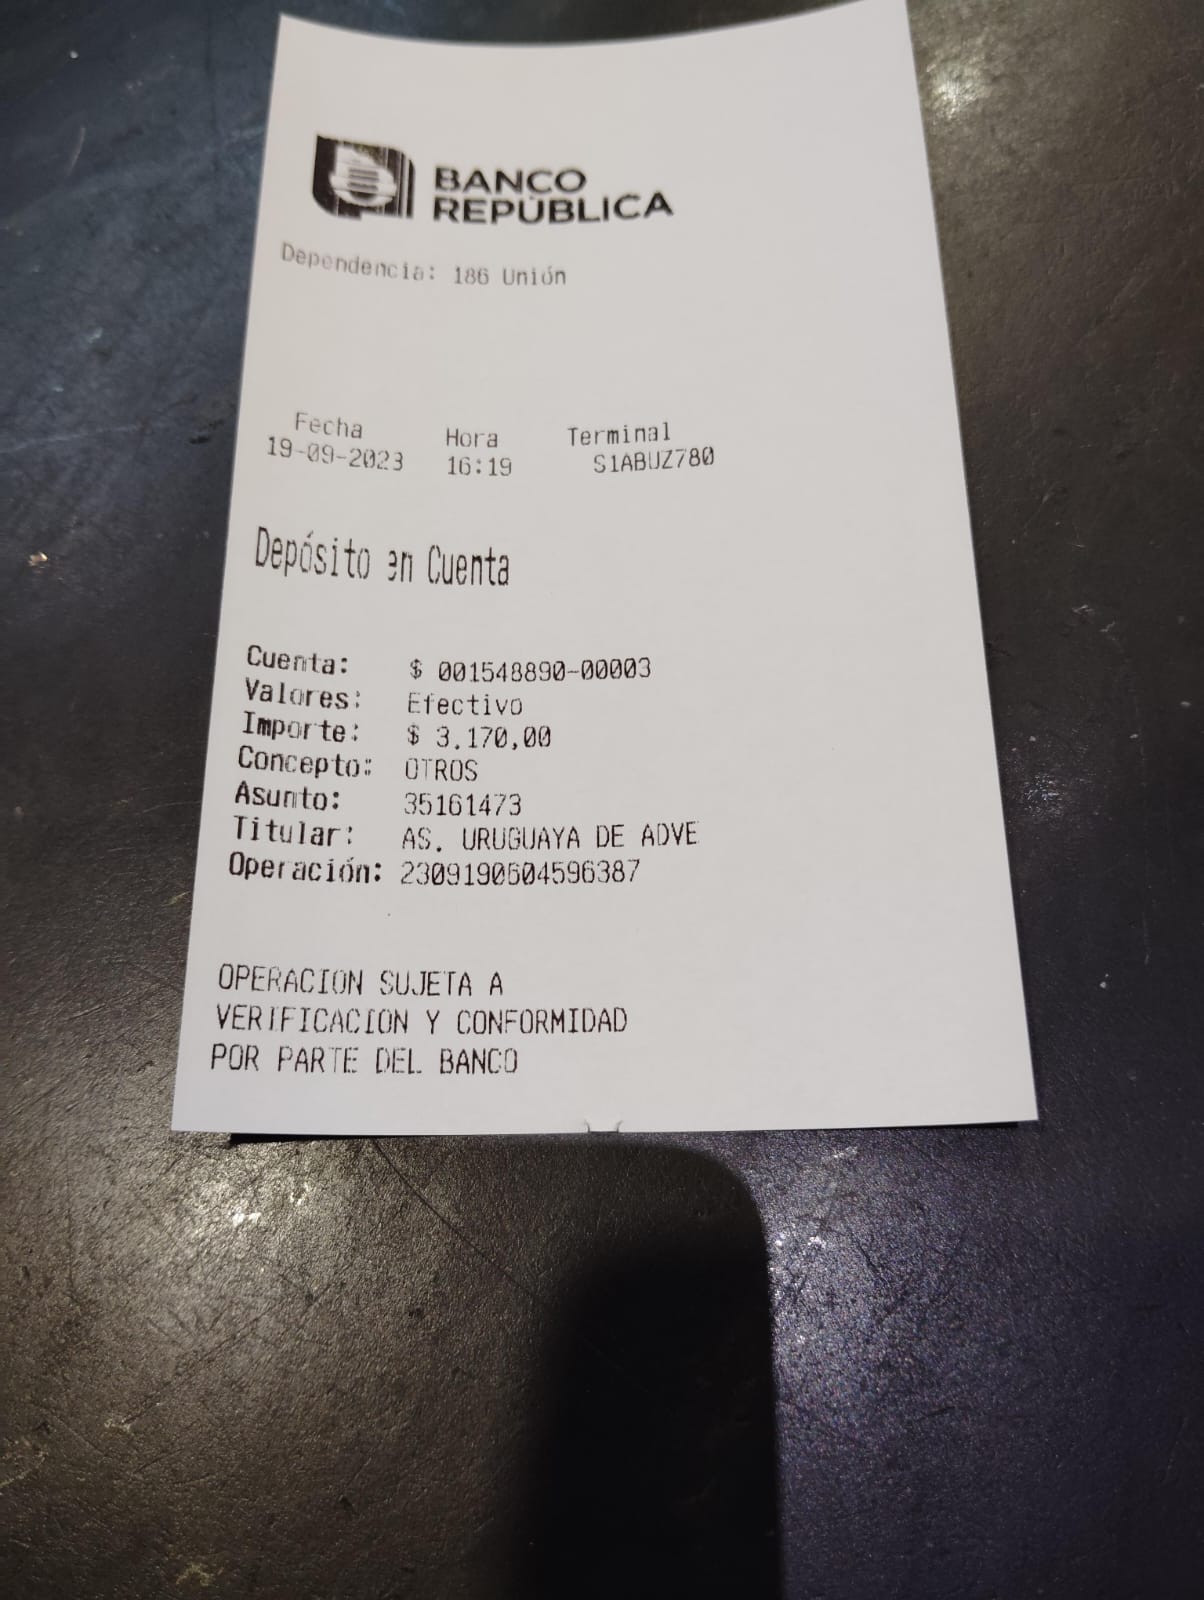 BANCO
REPÚBLICA
Dependencia: 186 Unión
Fecha Hora Terminal
19-09-2023 16:19 S1ABUZ780
Depósito en Cuenta
Cuenta: $ 001548890-00003
Valores: Efectivo
Importe: $ 3.170,00
Concepto: OTROS
Asunto: 35161473
Titular: AS. URUGUAYA DE ADVE
Operación: 2309190604596387
OPERACION SUJETA A
VERIFICACION Y CONFORMIDAD
POR PARTE DEL BANCO